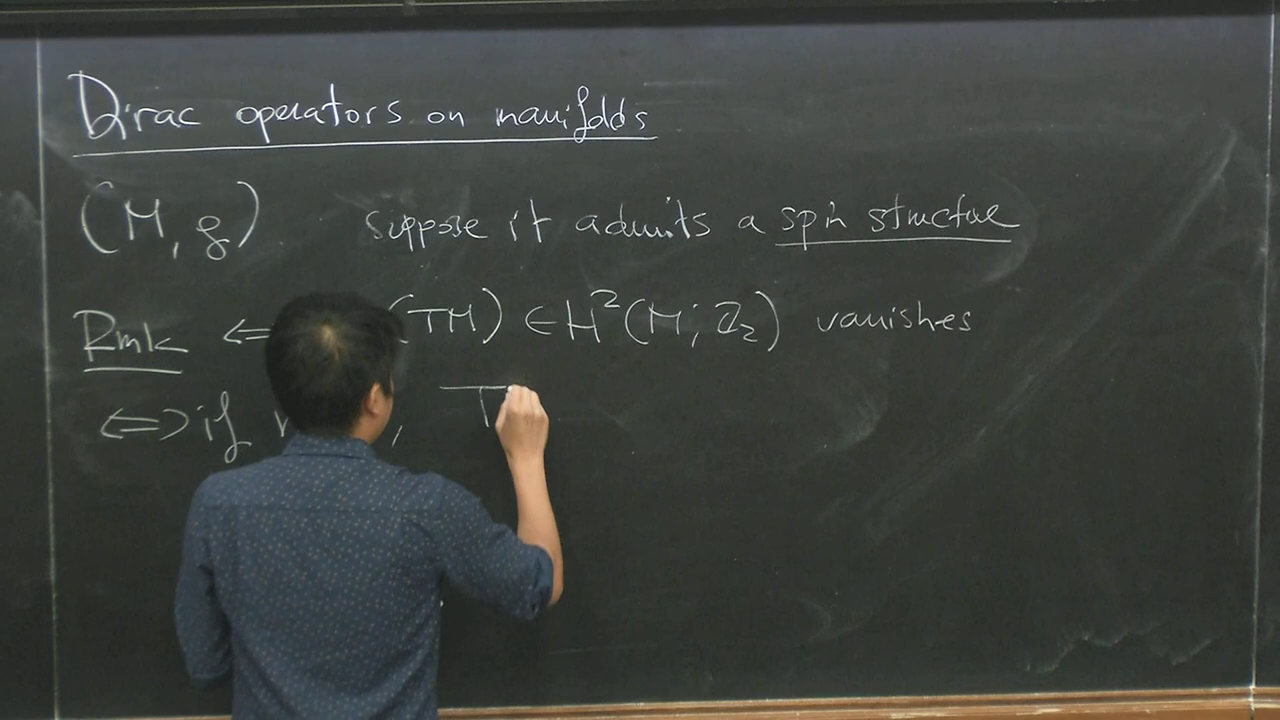 Dirac operators on manifolds
(M, g) suppose it admits a spin structure
Rmk ⇐ (TM) ∈ H²(M; ℤ₂) vanishes
⇔ if , T